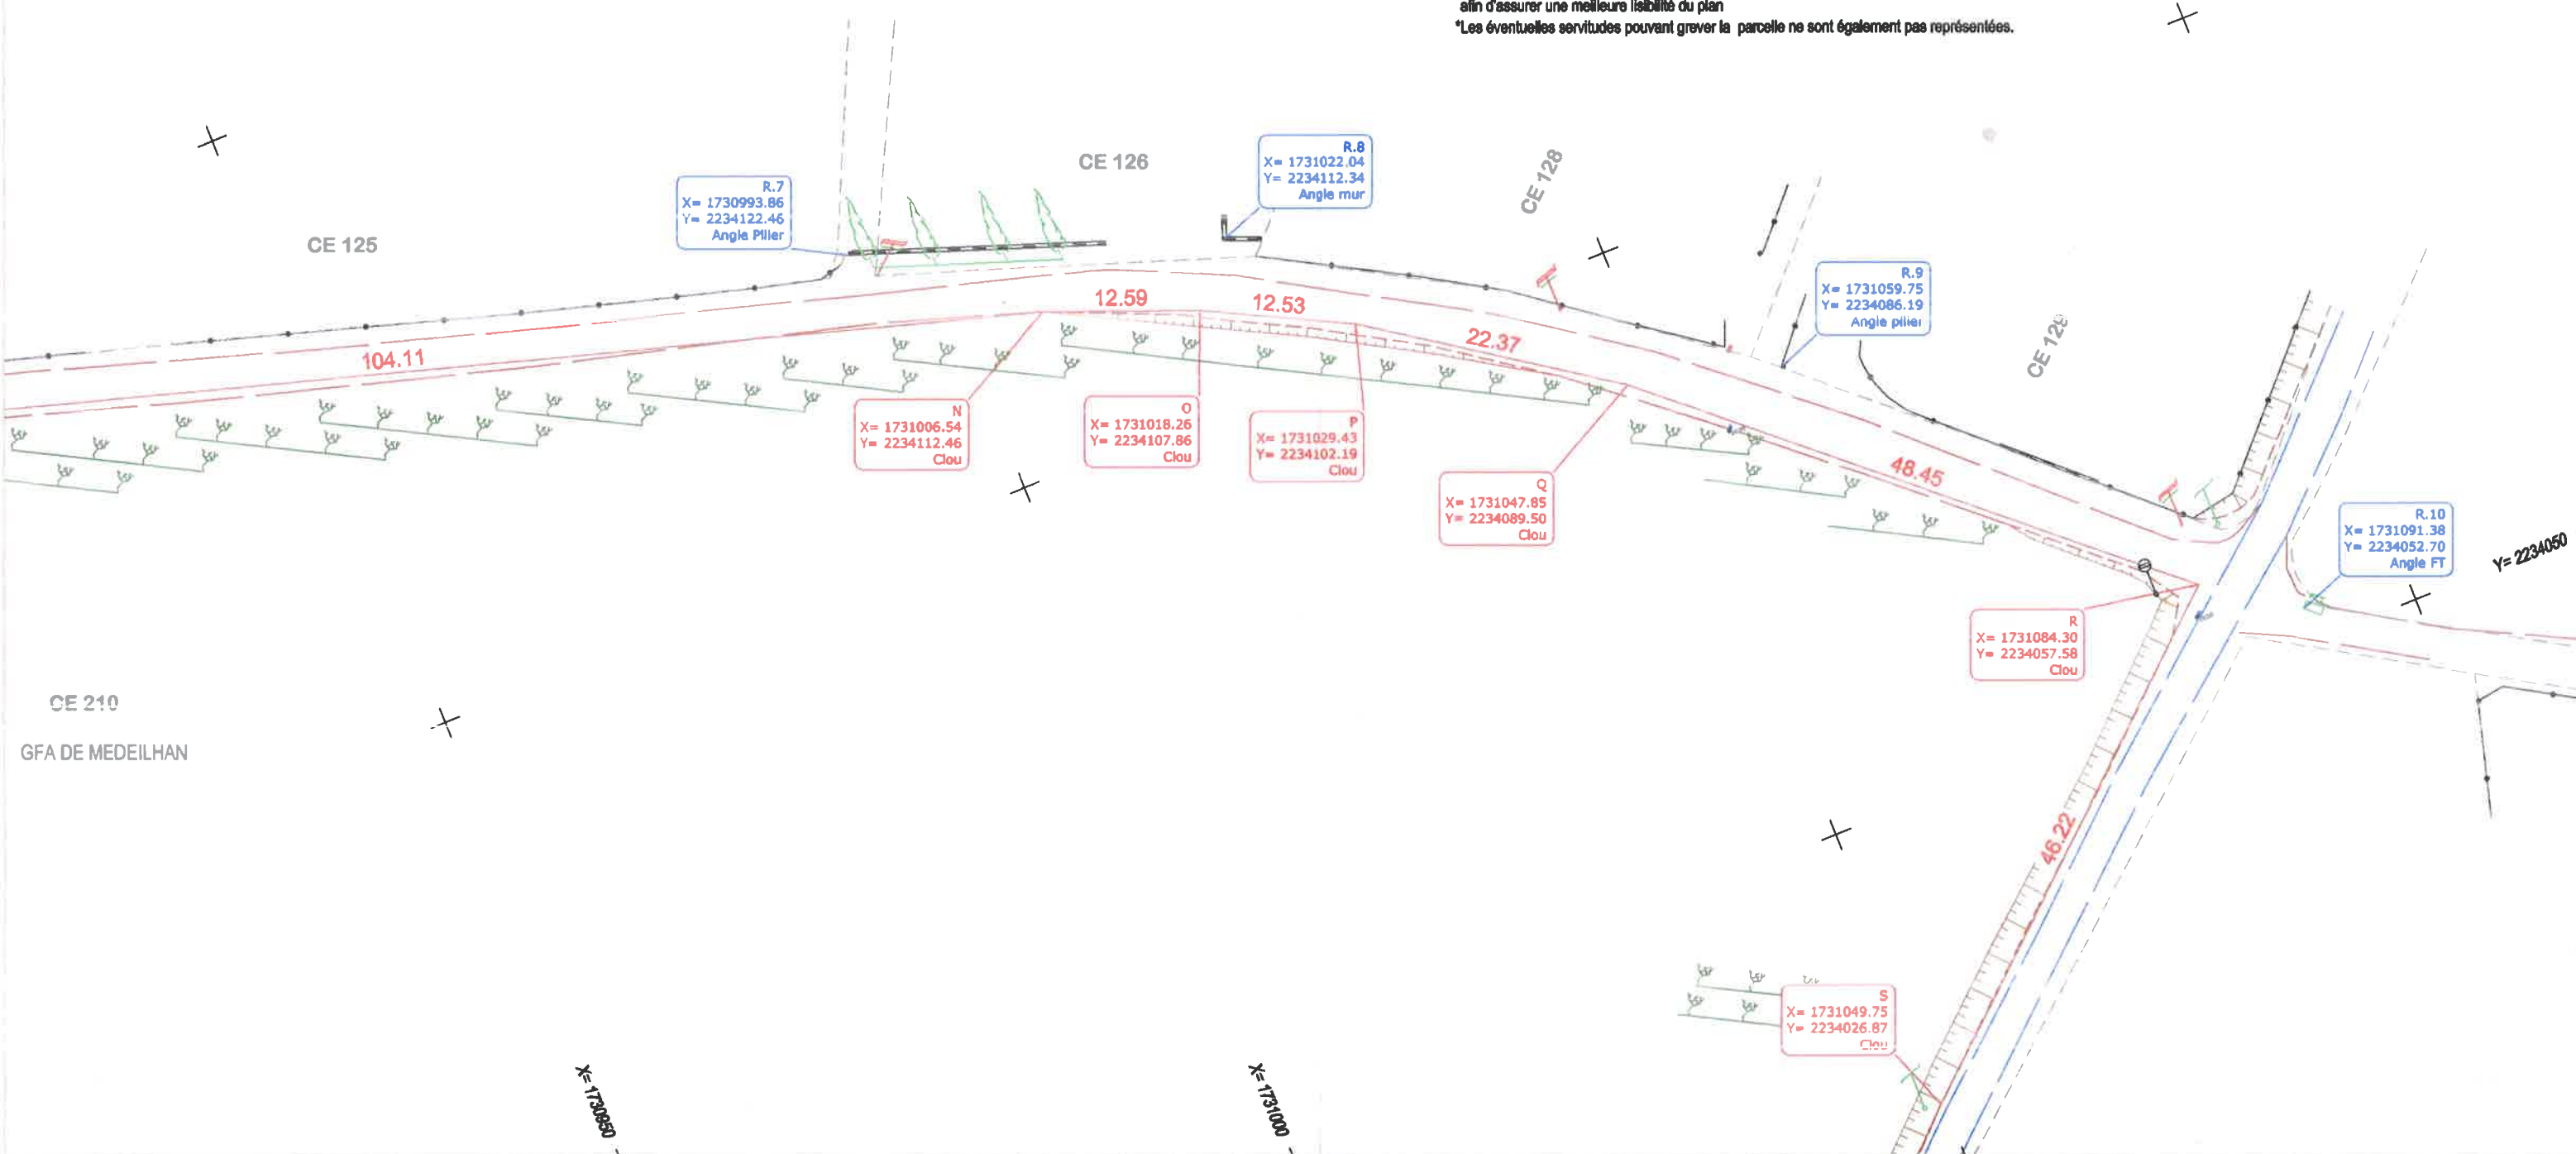 afin d'assurer une meilleure lisibilité du plan
*Les éventuelles servitudes pouvant grever la parcelle ne sont également pas représentées.
CE 125
CE 126
CE 128
CE 129
R.7
X= 1730993.86
Y= 2234122.46
Angle Pilier
R.8
X= 1731022.04
Y= 2234112.34
Angle mur
R.9
X= 1731059.75
Y= 2234086.19
Angle pilier
104.11
12.59
12.53
22.37
48.45
N
X= 1731006.54
Y= 2234112.46
Clou
O
X= 1731018.26
Y= 2234107.86
Clou
P
X= 1731029.43
Y= 2234102.19
Clou
Q
X= 1731047.85
Y= 2234089.50
Clou
R.10
X= 1731091.38
Y= 2234052.70
Angle FT
Y= 2234050
R
X= 1731084.30
Y= 2234057.58
Clou
CE 210
GFA DE MEDEILHAN
46.22
S
X= 1731049.75
Y= 2234026.87
Clou
X= 1730950
X= 1731000